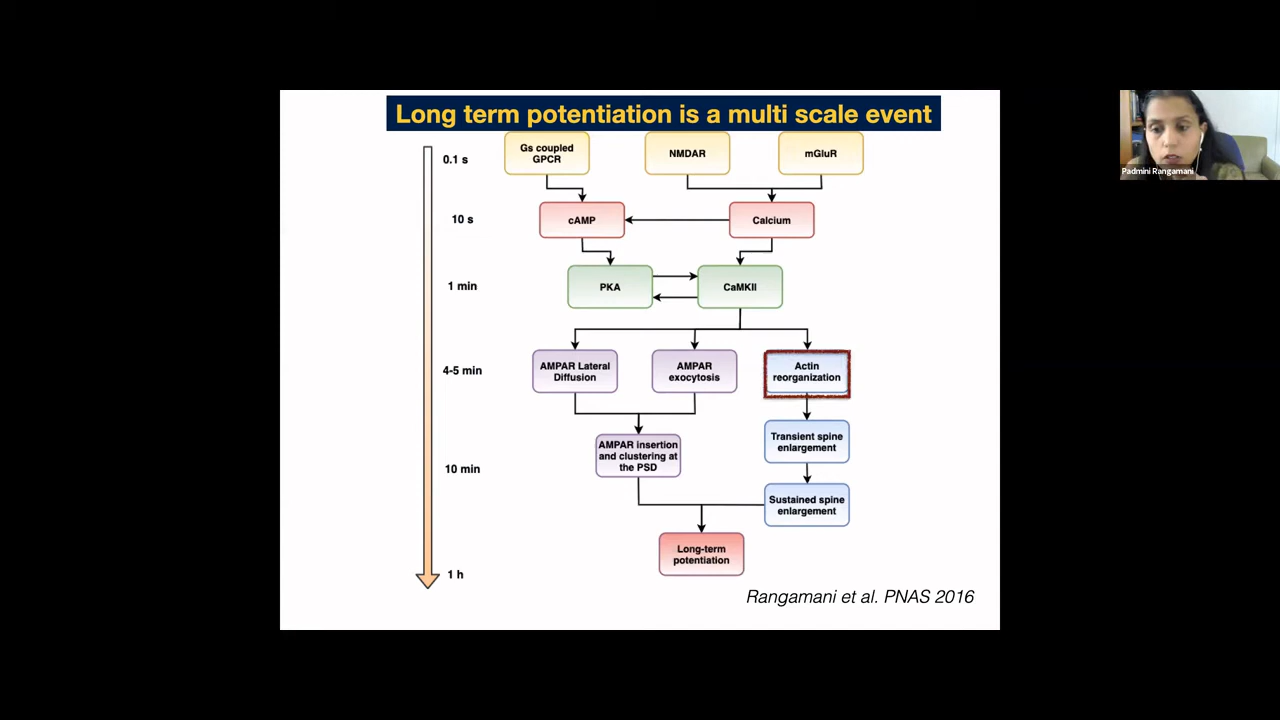 Long term potentiation is a multi scale event
Padmini Rangamani
0.1 s
Gs coupled
GPCR
NMDAR
mGluR
10 s
cAMP
Calcium
1 min
PKA
CaMKII
4-5 min
AMPAR Lateral
Diffusion
AMPAR
exocytosis
Actin
reorganization
Transient spine
enlargement
10 min
AMPAR insertion
and clustering at
the PSD
Sustained spine
enlargement
Long-term
potentiation
1 h
Rangamani et al. PNAS 2016